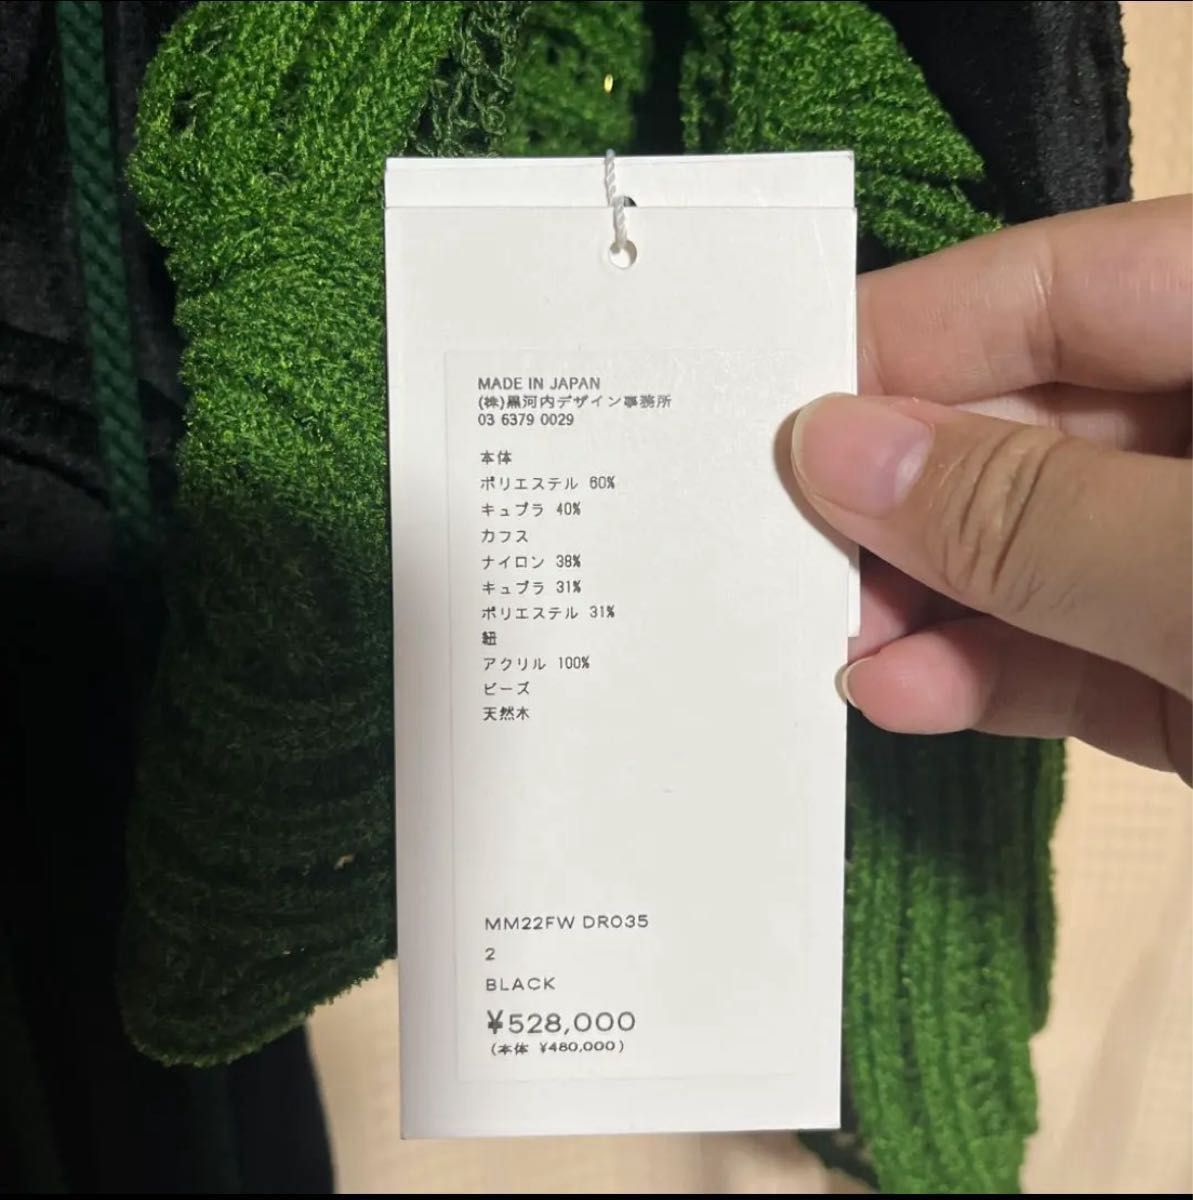 MADE IN JAPAN
(株)黒河内デザイン事務所
03 6379 0029
本体
ポリエステル 60%
キュプラ 40%
カフス
ナイロン 38%
キュプラ 31%
ポリエステル 31%
紐
アクリル 100%
ビーズ
天然木
MM22FW DR035
2
BLACK
¥528,000
(本体 ¥480,000)